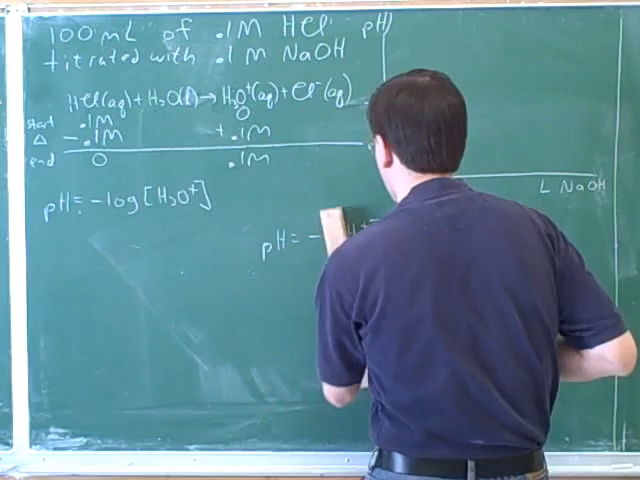 100 mL of .1M HCl
titrated with .1 M NaOH
pH
HCl(aq) + H₂O(l) → H₃O⁺(aq) + Cl⁻(aq)
start .1M 0
Δ - .1M + .1M
end 0 .1M
L NaOH
pH = -log [H₃O⁺]
pH = -